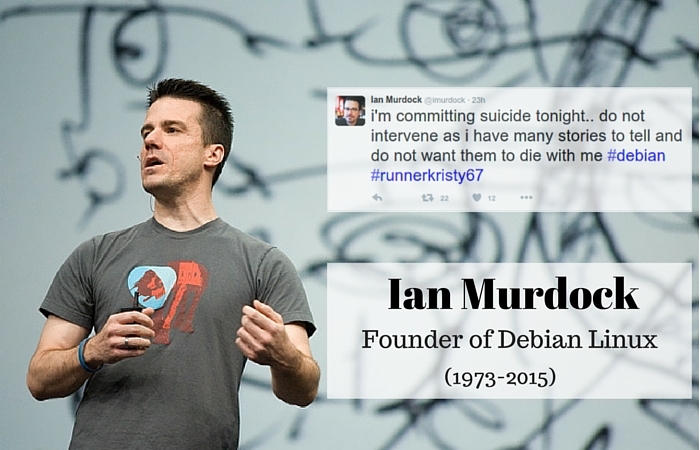 Ian Murdock @imurdock · 23h
i'm committing suicide tonight.. do not
intervene as i have many stories to tell and
do not want them to die with me #debian
#runnerkristy67
22 12
Ian Murdock
Founder of Debian Linux
(1973-2015)